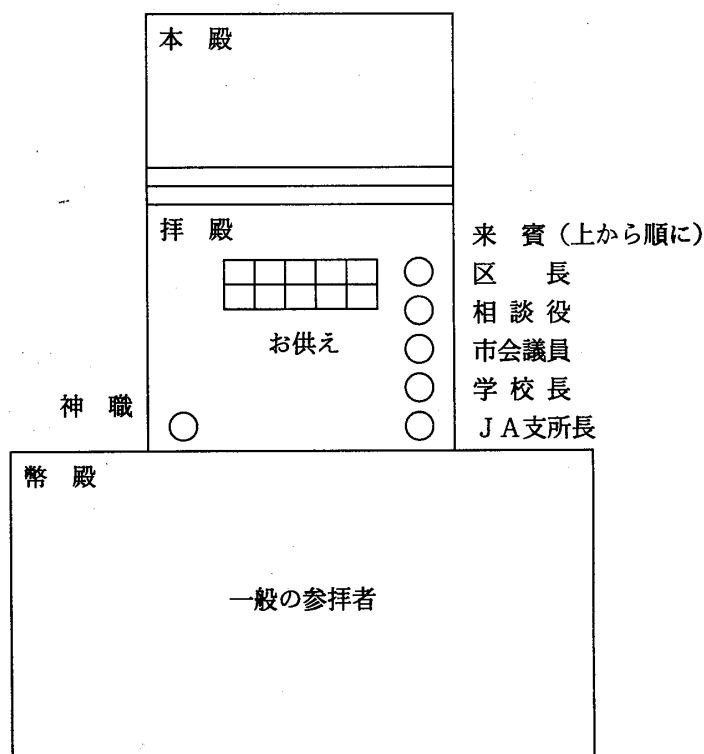 本 殿
拝 殿
来 賓（上から順に）
区 長
相 談 役
市会議員
学 校 長
ＪＡ支所長
お供え
神 職
幣 殿
一般の参拝者